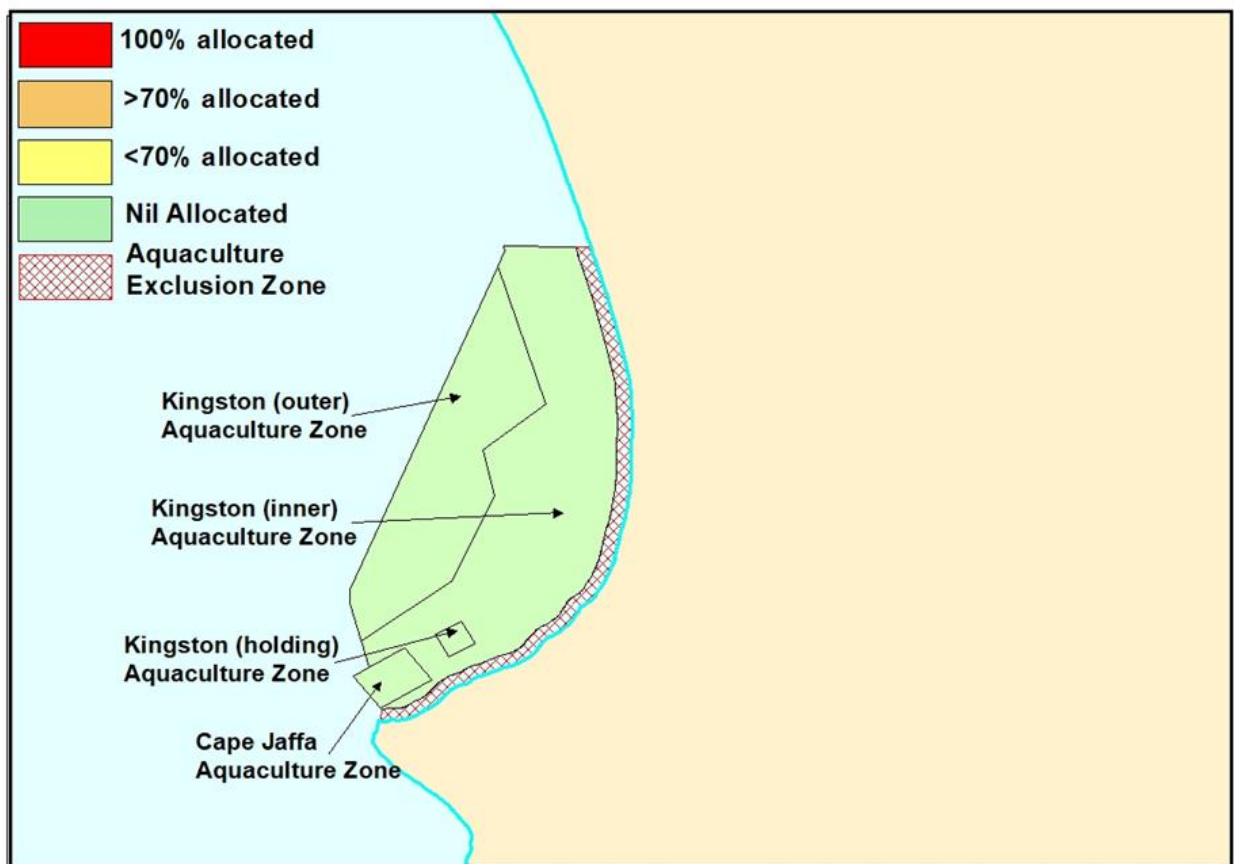 100% allocated
>70% allocated
<70% allocated
Nil Allocated
Aquaculture
Exclusion Zone
Kingston (outer)
Aquaculture Zone
Kingston (inner)
Aquaculture Zone
Kingston (holding)
Aquaculture Zone
Cape Jaffa
Aquaculture Zone